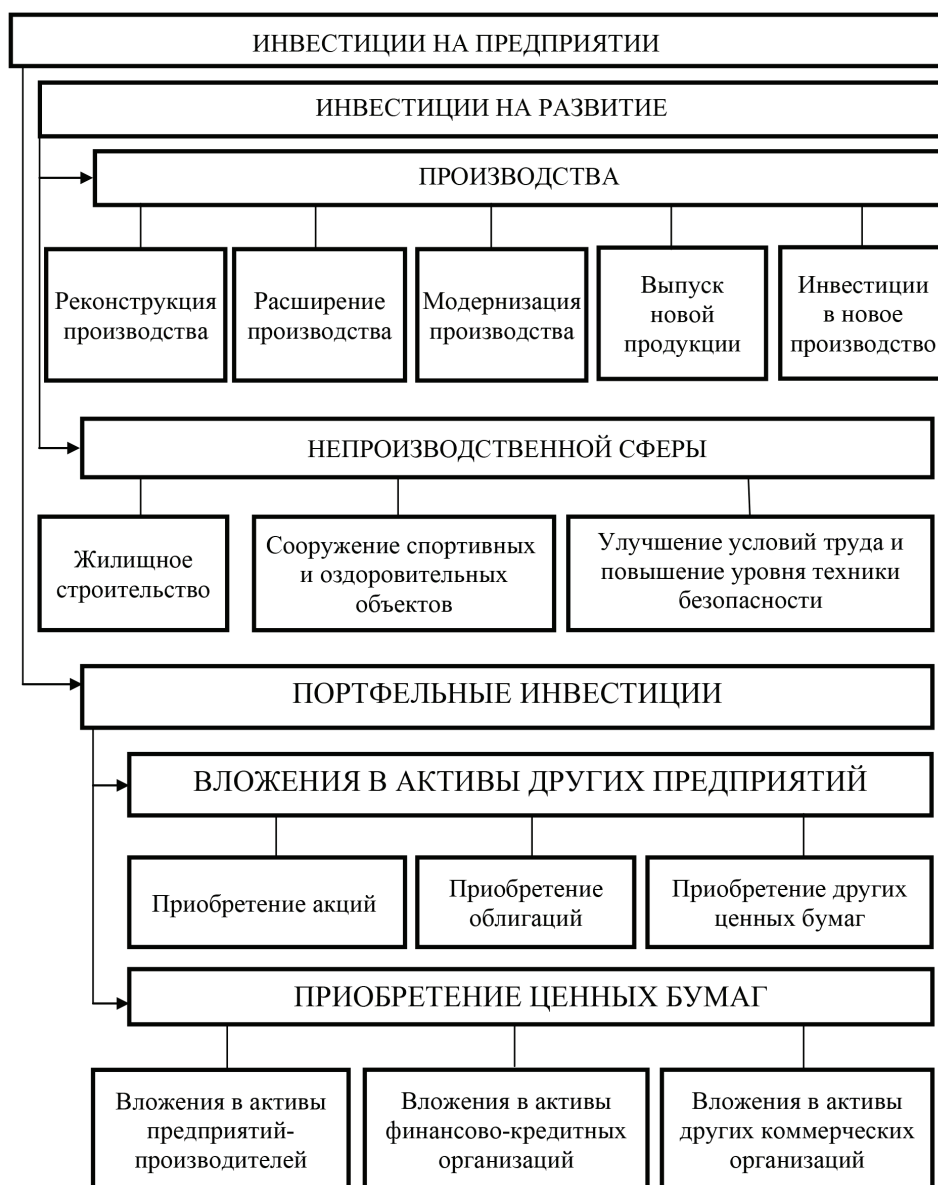 ИНВЕСТИЦИИ НА ПРЕДПРИЯТИИ
ИНВЕСТИЦИИ НА РАЗВИТИЕ
ПРОИЗВОДСТВА
Реконструкция
производства
Расширение
производства
Модернизация
производства
Выпуск
новой
продукции
Инвестиции
в новое
производство
НЕПРОИЗВОДСТВЕННОЙ СФЕРЫ
Жилищное
строительство
Сооружение спортивных
и оздоровительных
объектов
Улучшение условий труда и
повышение уровня техники
безопасности
ПОРТФЕЛЬНЫЕ ИНВЕСТИЦИИ
ВЛОЖЕНИЯ В АКТИВЫ ДРУГИХ ПРЕДПРИЯТИЙ
Приобретение акций
Приобретение
облигаций
Приобретение других
ценных бумаг
ПРИОБРЕТЕНИЕ ЦЕННЫХ БУМАГ
Вложения в активы
предприятий-
производителей
Вложения в активы
финансово-кредитных
организаций
Вложения в активы
других коммерческих
организаций